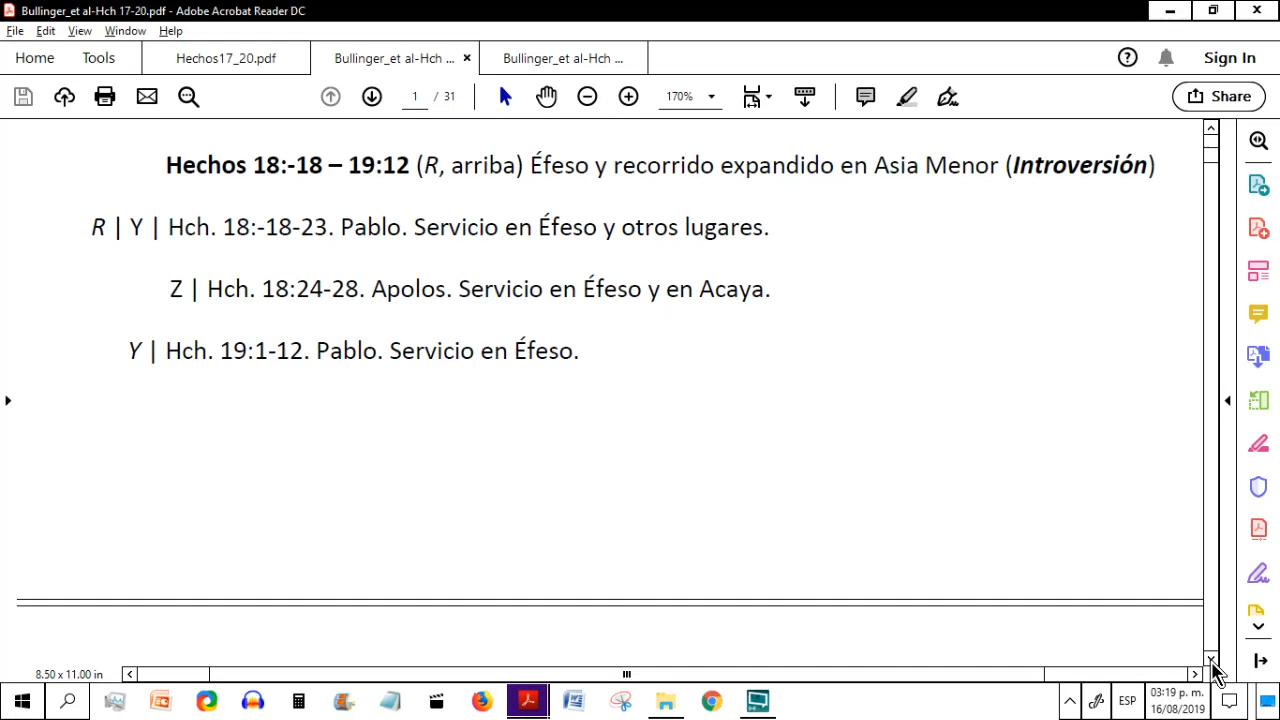 Bullinger_et al-Hch 17-20.pdf - Adobe Acrobat Reader DC
File Edit View Window Help
Home Tools Hechos17_20.pdf Bullinger_et al-Hch ... Bullinger_et al-Hch ... Sign In
1 / 31 170% Share
Hechos 18:-18 – 19:12 (R, arriba) Éfeso y recorrido expandido en Asia Menor (Introversión)
R | Y | Hch. 18:-18-23. Pablo. Servicio en Éfeso y otros lugares.
Z | Hch. 18:24-28. Apolos. Servicio en Éfeso y en Acaya.
Y | Hch. 19:1-12. Pablo. Servicio en Éfeso.
8.50 x 11.00 in
ESP
03:19 p. m.
16/08/2019